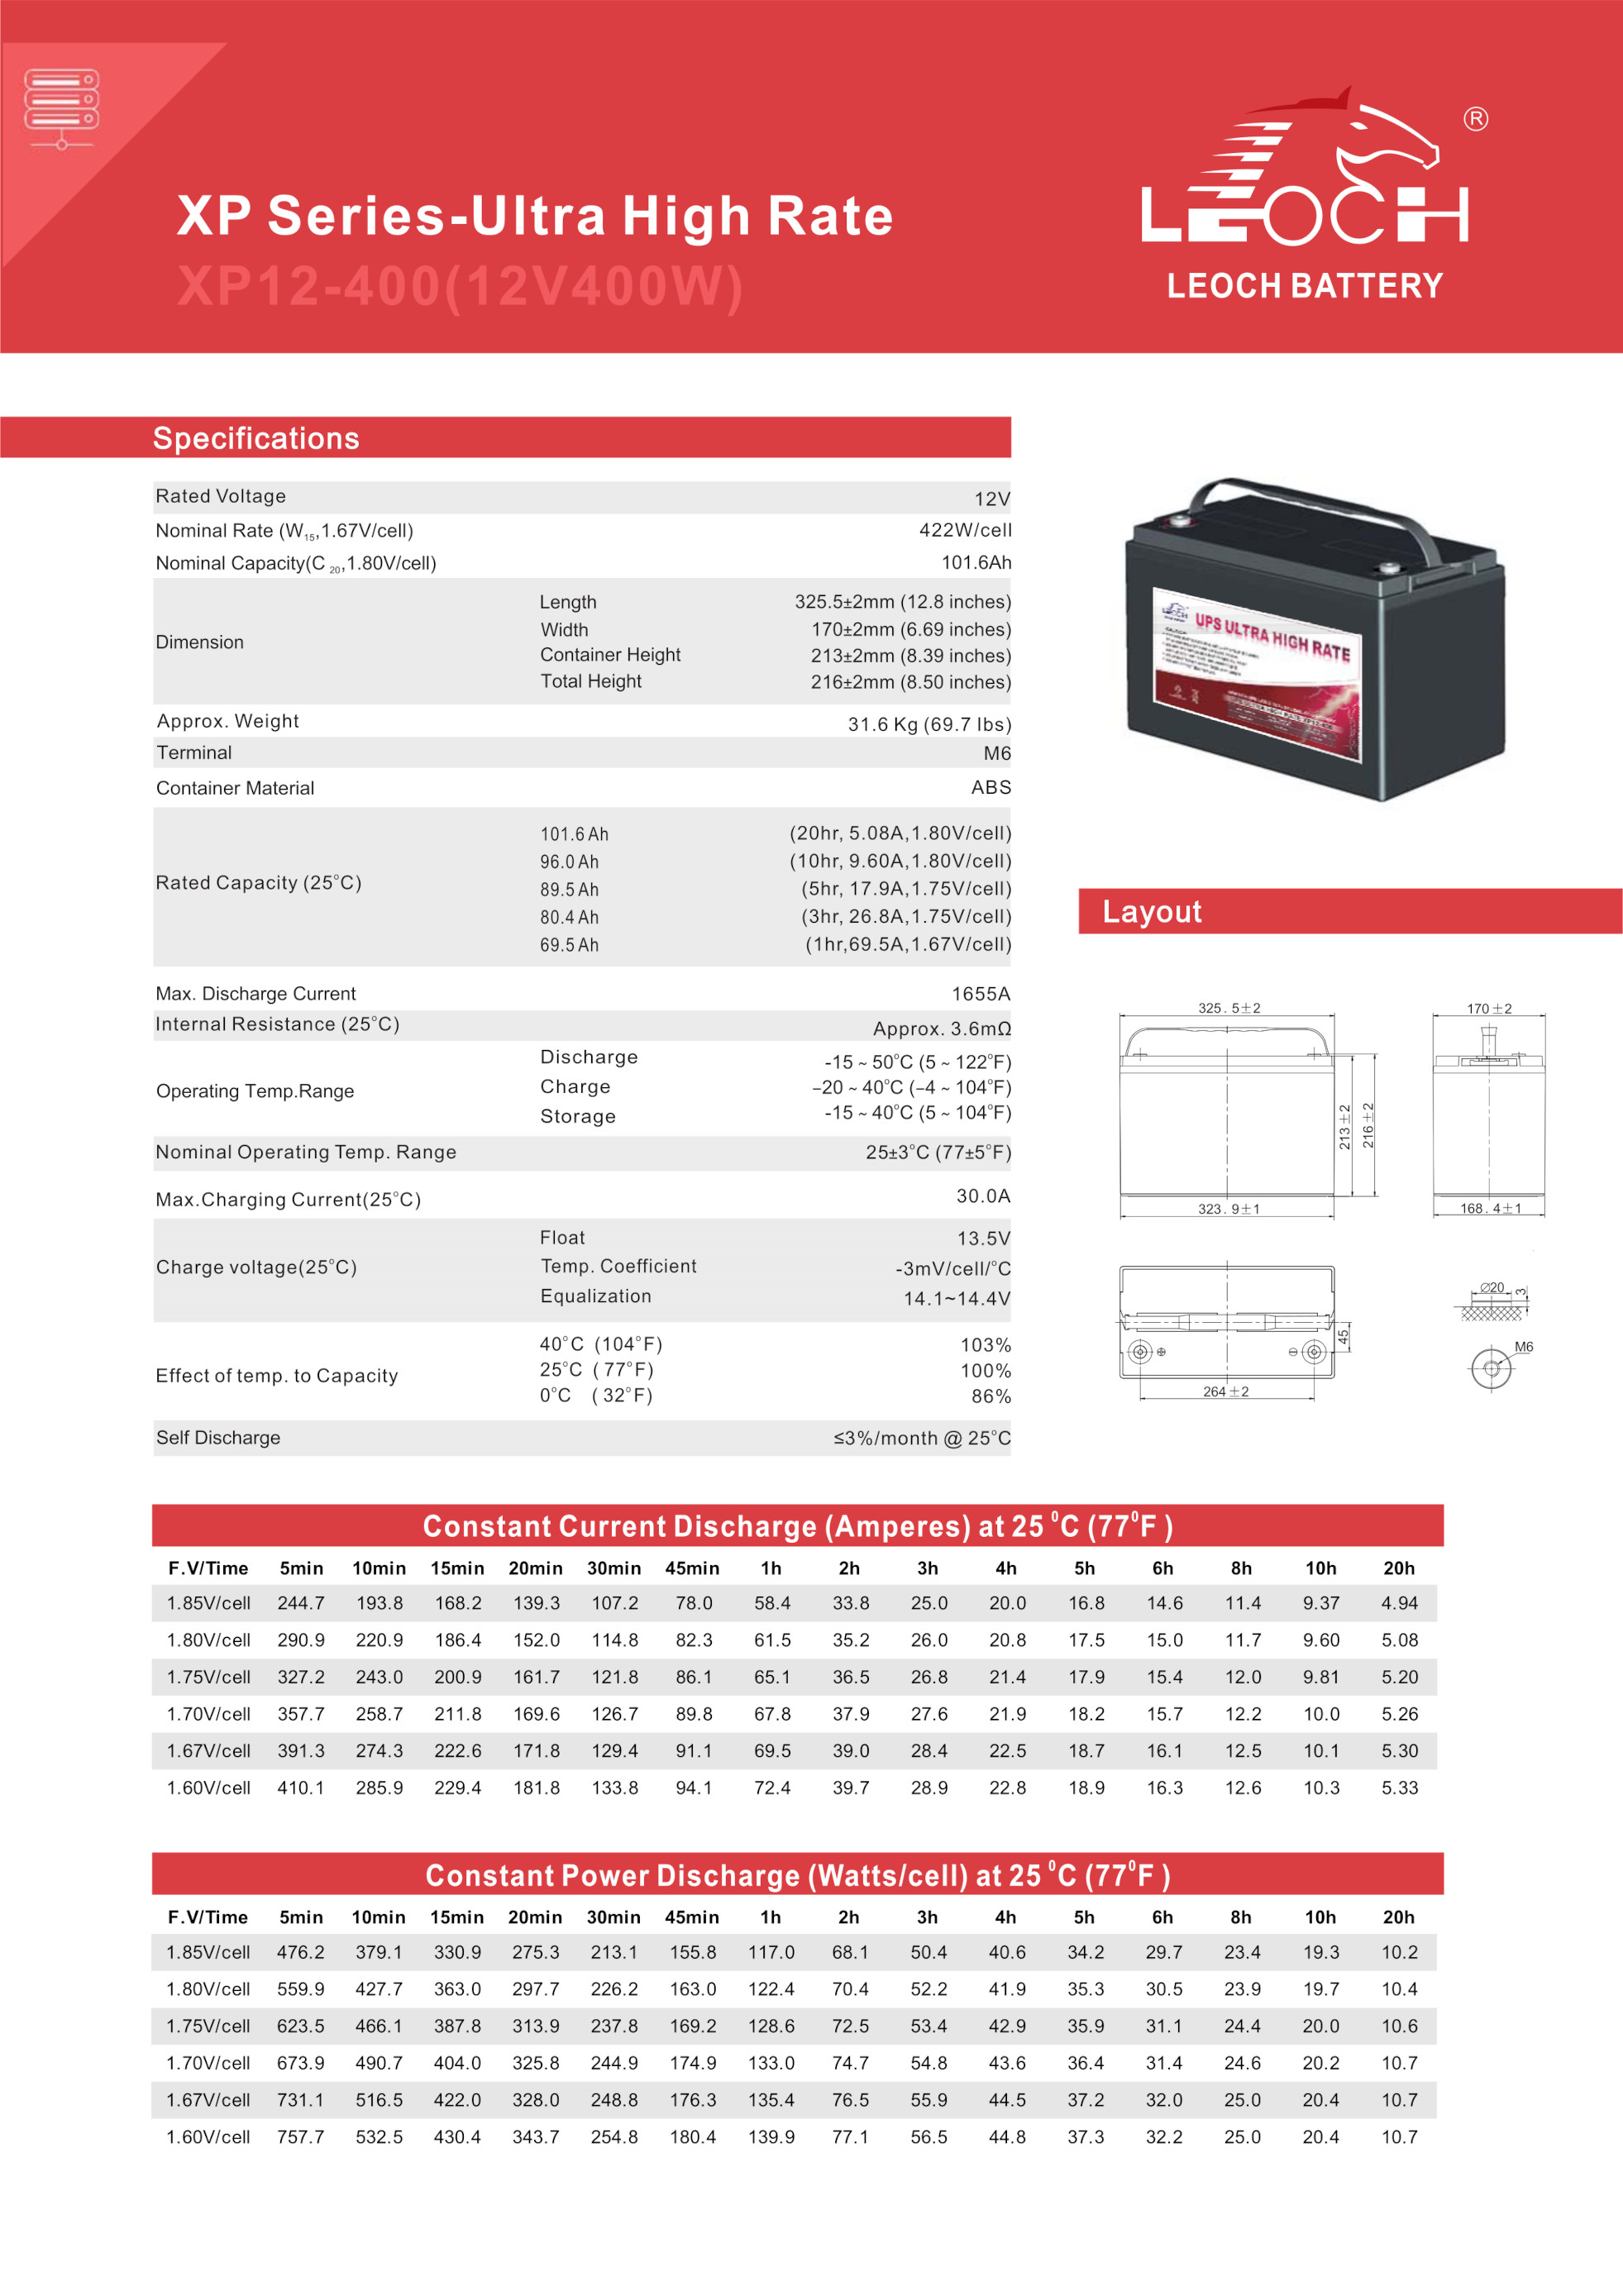 XP Series-Ultra High Rate
XP12-400(12V400W)
LEOCH
®
LEOCH BATTERY
Specifications
Rated Voltage 12V
Nominal Rate (W15,1.67V/cell) 422W/cell
Nominal Capacity(C 20,1.80V/cell) 101.6Ah
Dimension
Length 325.5±2mm (12.8 inches)
Width 170±2mm (6.69 inches)
Container Height 213±2mm (8.39 inches)
Total Height 216±2mm (8.50 inches)
Approx. Weight 31.6 Kg (69.7 lbs)
Terminal M6
Container Material ABS
Rated Capacity (25°C)
101.6 Ah (20hr, 5.08A,1.80V/cell)
96.0 Ah (10hr, 9.60A,1.80V/cell)
89.5 Ah (5hr, 17.9A,1.75V/cell)
80.4 Ah (3hr, 26.8A,1.75V/cell)
69.5 Ah (1hr,69.5A,1.67V/cell)
Max. Discharge Current 1655A
Internal Resistance (25°C) Approx. 3.6mΩ
Operating Temp.Range
Discharge -15 ~ 50°C (5 ~ 122°F)
Charge –20 ~ 40°C (–4 ~ 104°F)
Storage -15 ~ 40°C (5 ~ 104°F)
Nominal Operating Temp. Range 25±3°C (77±5°F)
Max.Charging Current(25°C) 30.0A
Charge voltage(25°C)
Float 13.5V
Temp. Coefficient -3mV/cell/°C
Equalization 14.1~14.4V
Effect of temp. to Capacity
40°C (104°F) 103%
25°C ( 77°F) 100%
0°C ( 32°F) 86%
Self Discharge ≤3%/month @ 25°C
LEOCH
UPS ULTRA HIGH RATE
Layout
325.5±2
170±2
213±2
216±2
323.9±1
168.4±1
45
264±2
∅20
3
M6
Constant Current Discharge (Amperes) at 25 ⁰C (77⁰F )
F.V/Time 5min 10min 15min 20min 30min 45min 1h 2h 3h 4h 5h 6h 8h 10h 20h
1.85V/cell 244.7 193.8 168.2 139.3 107.2 78.0 58.4 33.8 25.0 20.0 16.8 14.6 11.4 9.37 4.94
1.80V/cell 290.9 220.9 186.4 152.0 114.8 82.3 61.5 35.2 26.0 20.8 17.5 15.0 11.7 9.60 5.08
1.75V/cell 327.2 243.0 200.9 161.7 121.8 86.1 65.1 36.5 26.8 21.4 17.9 15.4 12.0 9.81 5.20
1.70V/cell 357.7 258.7 211.8 169.6 126.7 89.8 67.8 37.9 27.6 21.9 18.2 15.7 12.2 10.0 5.26
1.67V/cell 391.3 274.3 222.6 171.8 129.4 91.1 69.5 39.0 28.4 22.5 18.7 16.1 12.5 10.1 5.30
1.60V/cell 410.1 285.9 229.4 181.8 133.8 94.1 72.4 39.7 28.9 22.8 18.9 16.3 12.6 10.3 5.33
Constant Power Discharge (Watts/cell) at 25 ⁰C (77⁰F )
F.V/Time 5min 10min 15min 20min 30min 45min 1h 2h 3h 4h 5h 6h 8h 10h 20h
1.85V/cell 476.2 379.1 330.9 275.3 213.1 155.8 117.0 68.1 50.4 40.6 34.2 29.7 23.4 19.3 10.2
1.80V/cell 559.9 427.7 363.0 297.7 226.2 163.0 122.4 70.4 52.2 41.9 35.3 30.5 23.9 19.7 10.4
1.75V/cell 623.5 466.1 387.8 313.9 237.8 169.2 128.6 72.5 53.4 42.9 35.9 31.1 24.4 20.0 10.6
1.70V/cell 673.9 490.7 404.0 325.8 244.9 174.9 133.0 74.7 54.8 43.6 36.4 31.4 24.6 20.2 10.7
1.67V/cell 731.1 516.5 422.0 328.0 248.8 176.3 135.4 76.5 55.9 44.5 37.2 32.0 25.0 20.4 10.7
1.60V/cell 757.7 532.5 430.4 343.7 254.8 180.4 139.9 77.1 56.5 44.8 37.3 32.2 25.0 20.4 10.7